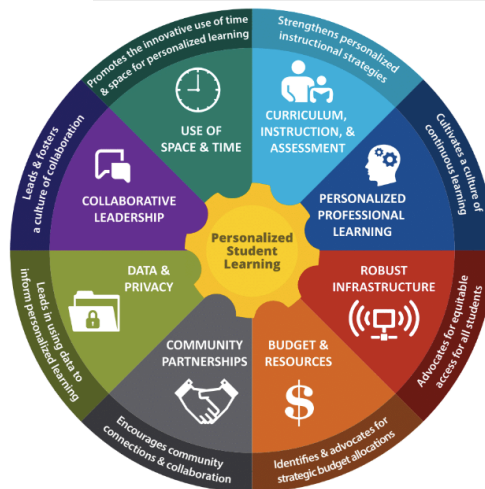 Personalized
Student
Learning
Strengthens personalized
instructional strategies
CURRICULUM,
INSTRUCTION, &
ASSESSMENT
Cultivates a culture of
continuous learning
PERSONALIZED
PROFESSIONAL
LEARNING
Advocates for equitable
access for all students
ROBUST
INFRASTRUCTURE
Identifies & advocates for
strategic budget allocations
BUDGET &
RESOURCES
$
Encourages community
connections & collaboration
COMMUNITY
PARTNERSHIPS
Leads in using data to
inform personalized learning
DATA &
PRIVACY
Leads & fosters
a culture of collaboration
COLLABORATIVE
LEADERSHIP
Promotes the innovative use of time
& space for personalized learning
USE OF
SPACE & TIME